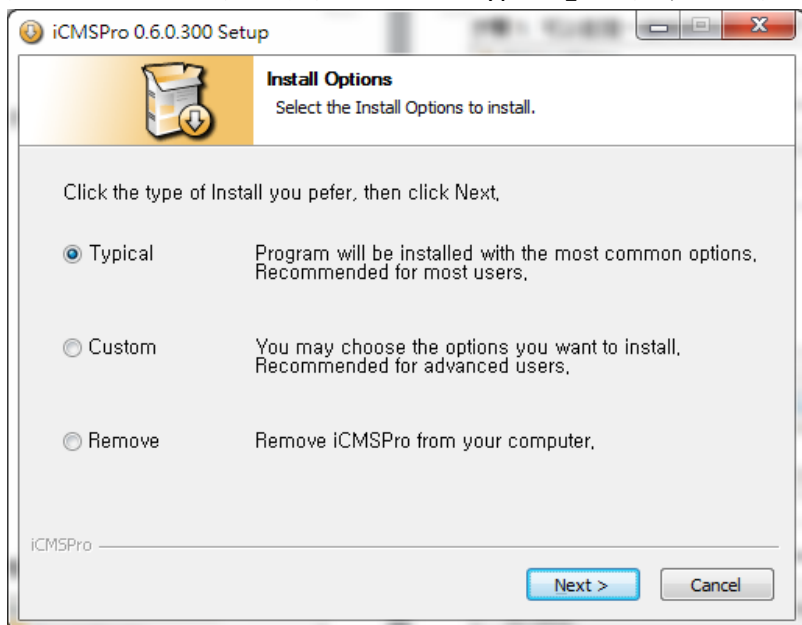 iCMSPro 0.6.0.300 Setup
Install Options
Select the Install Options to install.
Click the type of Install you pefer, then click Next,
Typical
Program will be installed with the most common options,
Recommended for most users,
Custom
You may choose the options you want to install,
Recommended for advanced users,
Remove
Remove iCMSPro from your computer,
iCMSPro
Next >
Cancel